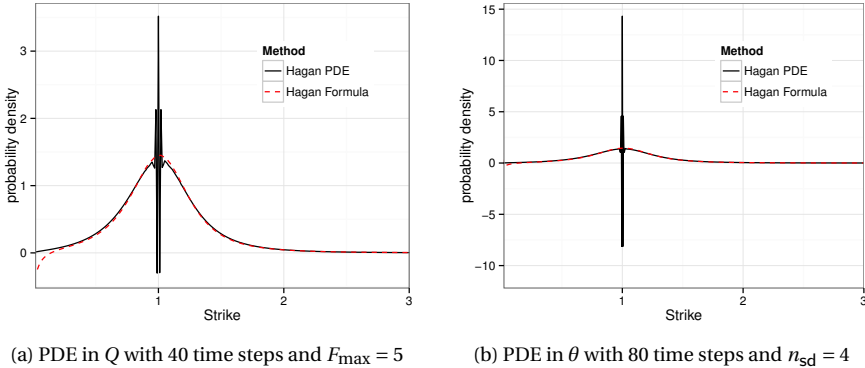 Method
Hagan PDE
Hagan Formula
probability density
3
2
1
0
1
2
3
Strike
(a) PDE in Q with 40 time steps and Fmax = 5
Method
Hagan PDE
Hagan Formula
probability density
15
10
5
0
−5
−10
1
2
3
Strike
(b) PDE in θ with 80 time steps and nsd = 4